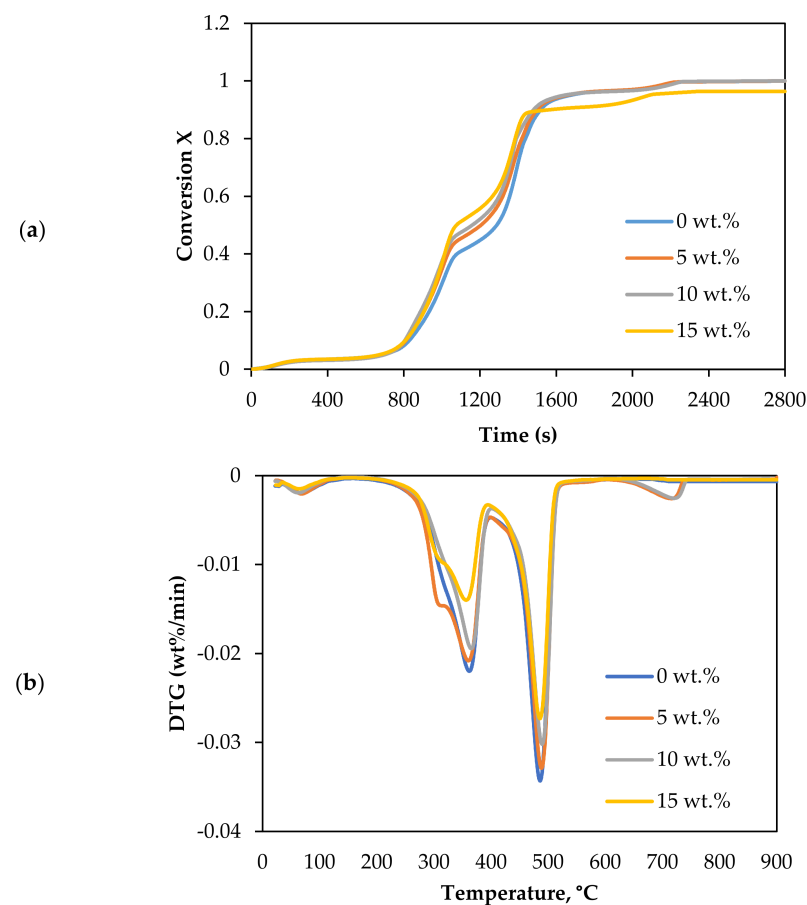 (a)
Conversion X
1.2
1
0.8
0.6
0.4
0.2
0
0 400 800 1200 1600 2000 2400 2800
Time (s)
0 wt.%
5 wt.%
10 wt.%
15 wt.%
(b)
DTG (wt%/min)
0
-0.01
-0.02
-0.03
-0.04
0 100 200 300 400 500 600 700 800 900
Temperature, °C
0 wt.%
5 wt.%
10 wt.%
15 wt.%